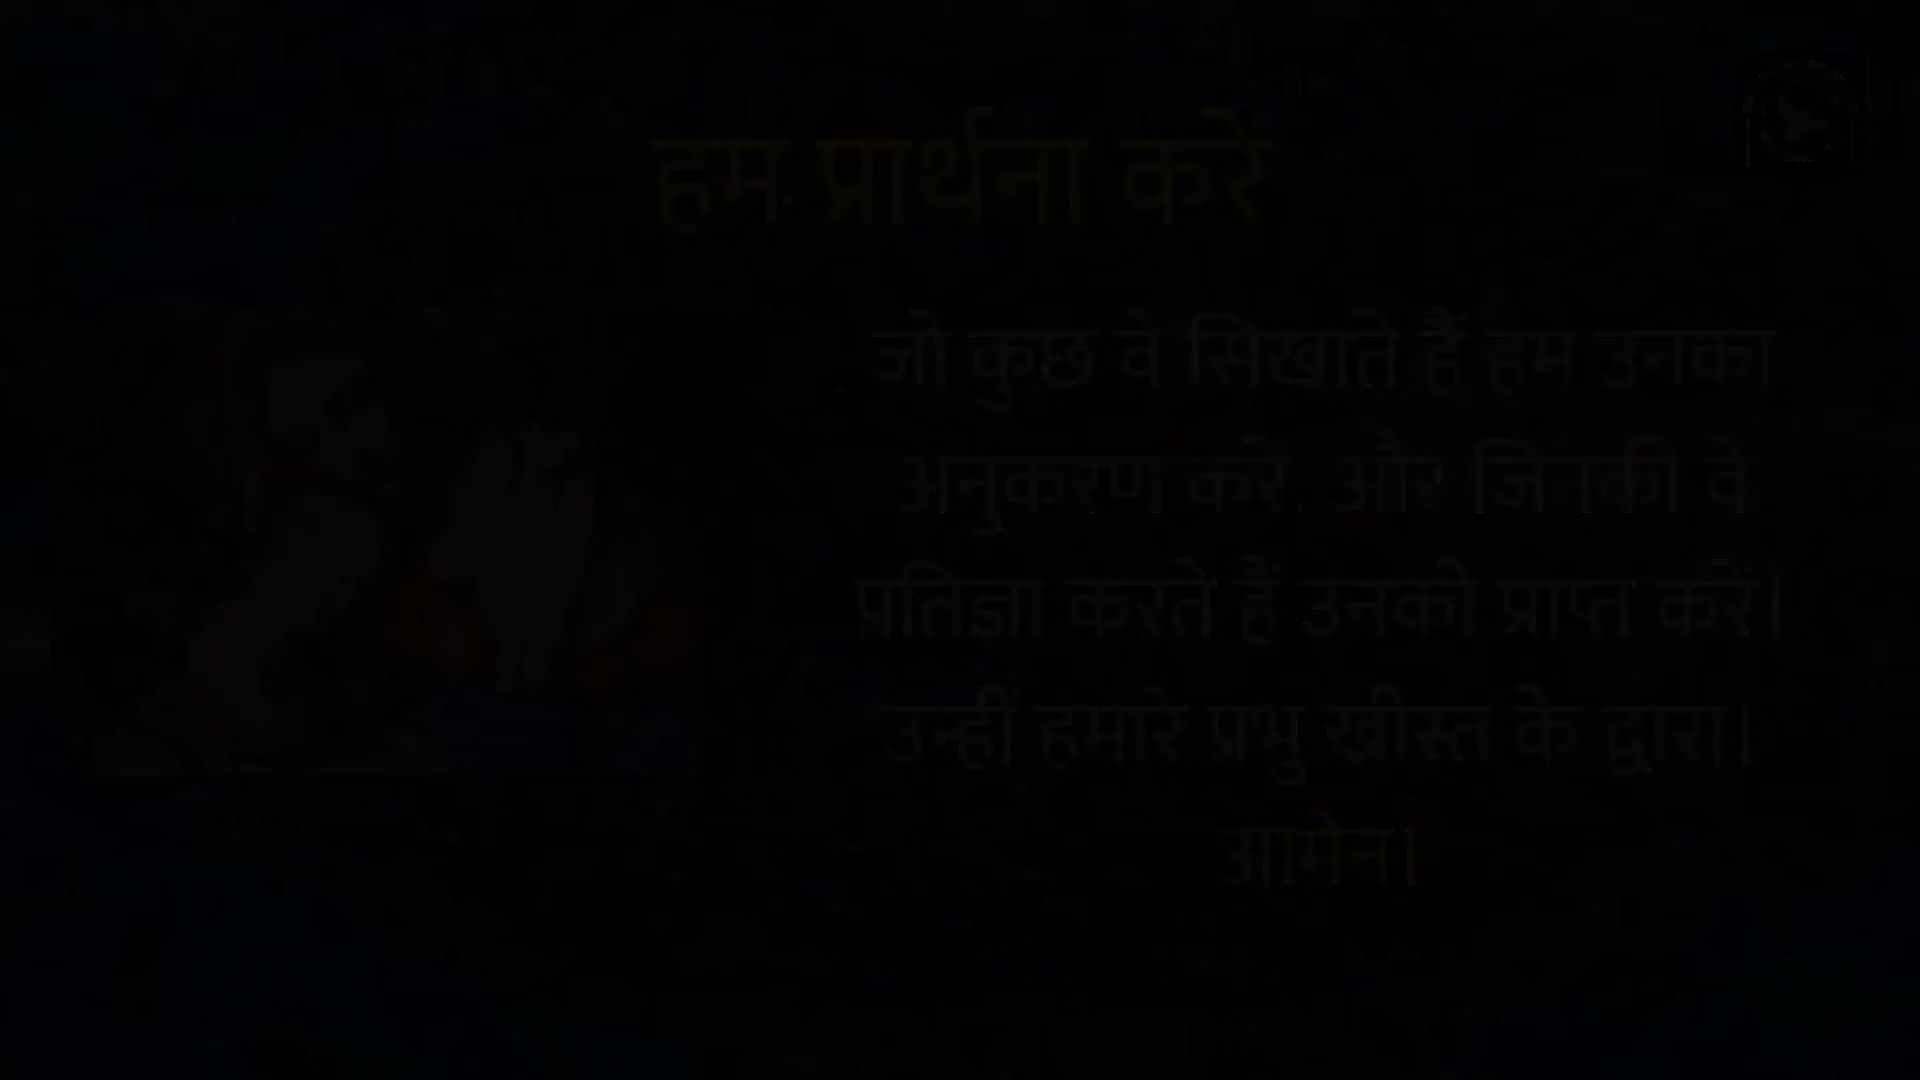 हम प्रार्थना करें
जो कुछ वे सिखाते हैं हम उनका
अनुकरण करें, और जिनकी वे
प्रतिज्ञा करते हैं उनको प्राप्त करें।
उन्हीं हमारे प्रभु ख्रीस्त के द्वारा।
आमेन।